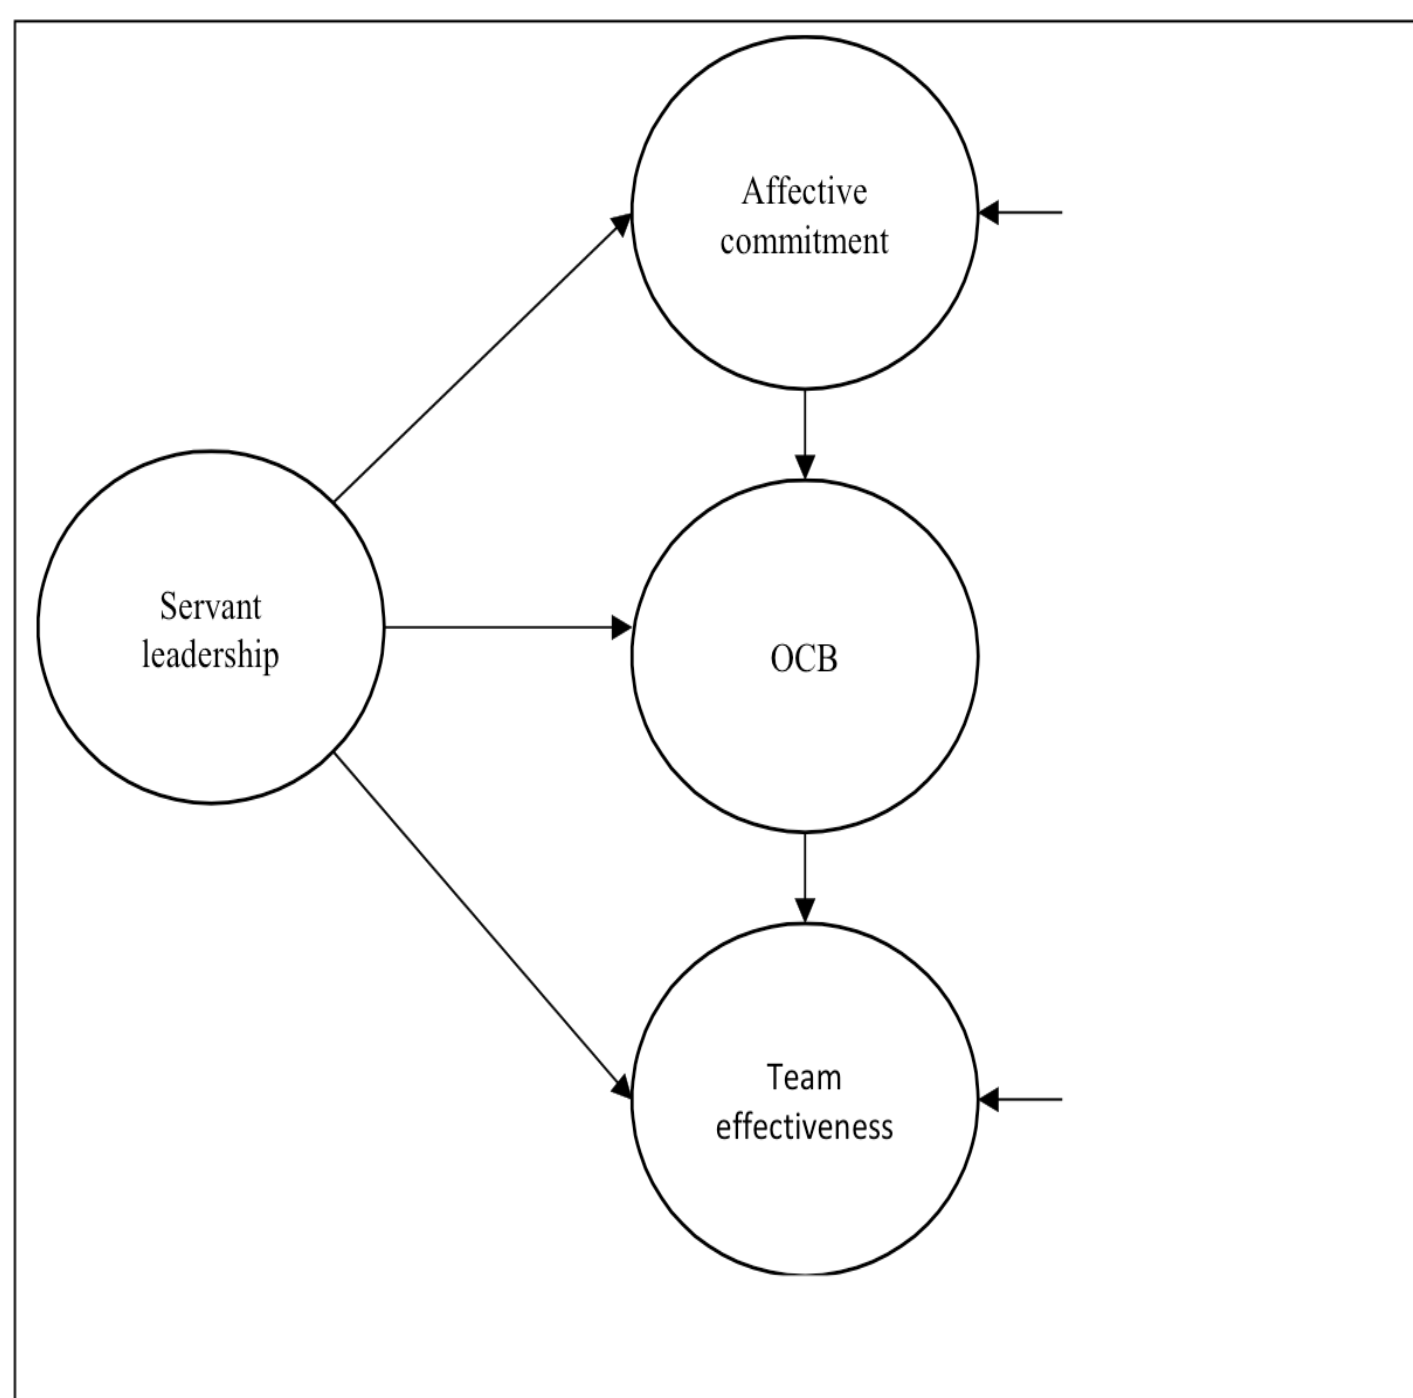 Affective
commitment
Servant
leadership
OCB
Team
effectiveness